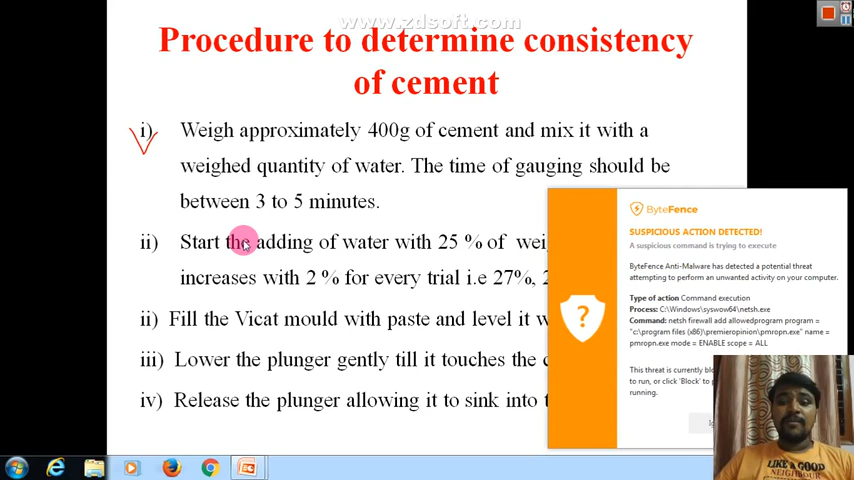 www.zdsoft.com
Procedure to determine consistency
of cement
i) Weigh approximately 400g of cement and mix it with a
weighed quantity of water. The time of gauging should be
between 3 to 5 minutes.
ii) Start the adding of water with 25 % of
increases with 2 % for every trial i.e 27%,
ii) Fill the Vicat mould with paste and level it
iii) Lower the plunger gently till it touches the
iv) Release the plunger allowing it to sink into
ByteFence
SUSPICIOUS ACTION DETECTED!
A suspicious command is trying to execute
ByteFence Anti-Malware has detected a potential threat
attempting to perform an unwanted activity on your computer.
Type of action Command execution
Process: C:\Windows\syswow64\netsh.exe
Command: netsh firewall add allowedprogram program =
"c:\program files (x86)\premieropinion\pmropn.exe" name =
pmropn.exe mode = ENABLE scope = ALL
This threat is currently
to run, or click 'Block' to
running.
LIKE A GOOD
NEIGHBOUR